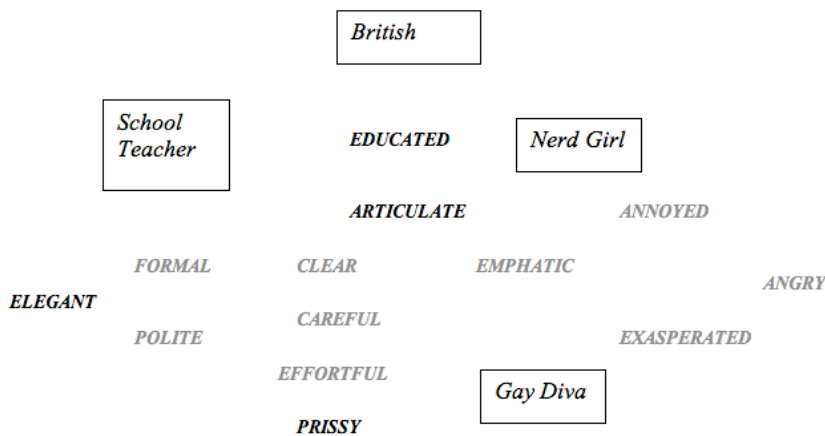 British
School
Teacher
EDUCATED
Nerd Girl
ARTICULATE
ANNOYED
FORMAL
CLEAR
EMPHATIC
ANGRY
ELEGANT
CAREFUL
POLITE
EXASPERATED
EFFORTFUL
Gay Diva
PRISSY